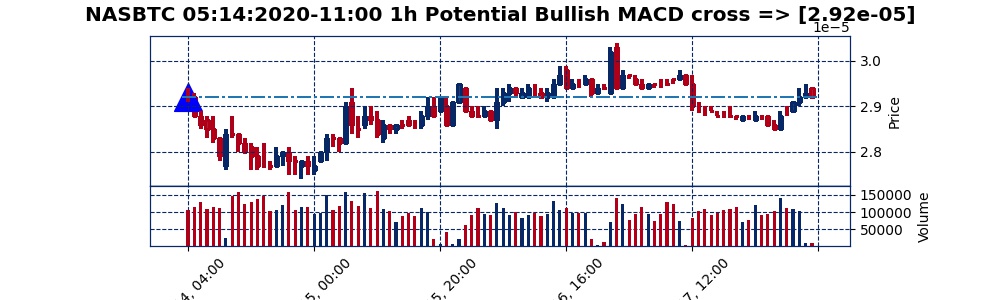 NASBTC 05:14:2020-11:00 1h Potential Bullish MACD cross => [2.92e-05]
1e−5
3.0
2.9
2.8
Price
150000
100000
50000
Volume
4, 04:00
5, 00:00
5, 20:00
6, 16:00
7, 12:00